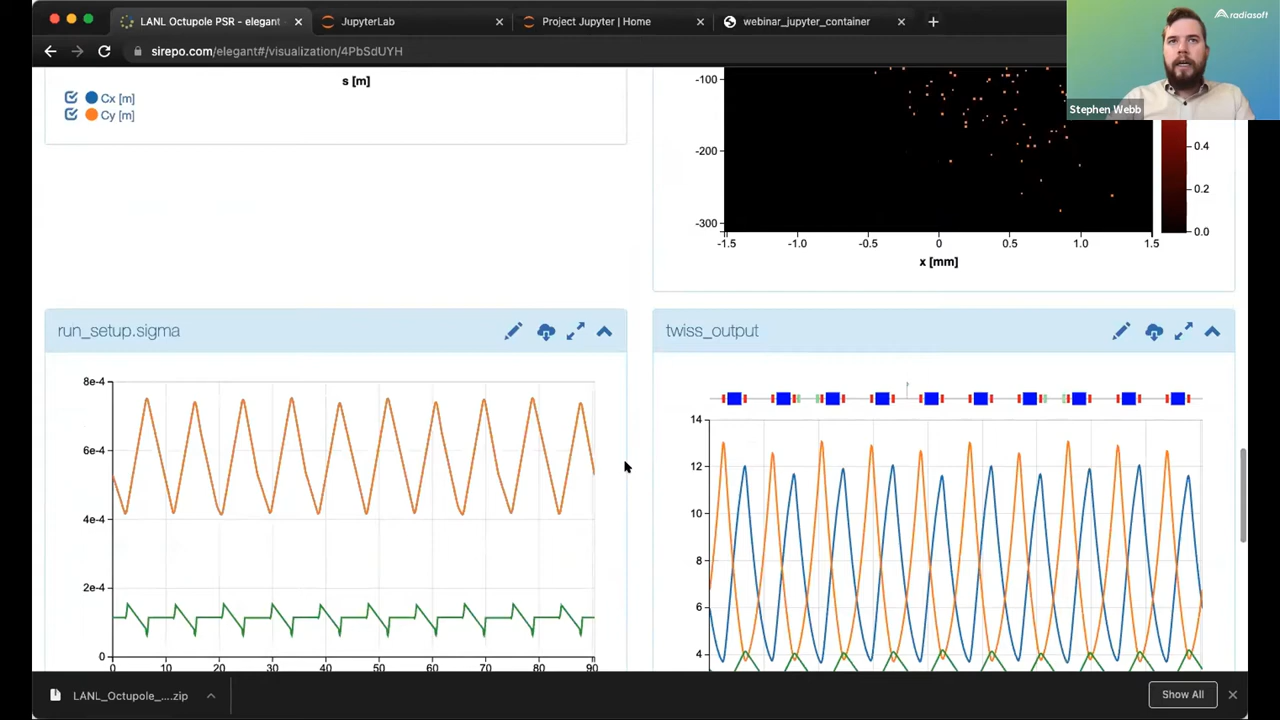 LANL Octupole PSR - elegant -
JupyterLab
Project Jupyter | Home
webinar_jupyter_container
radiasoft
sirepo.com/elegant#/visualization/4PbSdUYH
Stephen Webb
s [m]
Cx [m]
Cy [m]
-100
-200
-300
-1.5
-1.0
-0.5
0
0.5
1.0
1.5
x [mm]
0.4
0.2
0.0
run_setup.sigma
8e-4
6e-4
4e-4
2e-4
0
0
10
20
30
40
50
60
70
80
90
twiss_output
14
12
10
8
6
4
LANL_Octupole_....zip
Show All